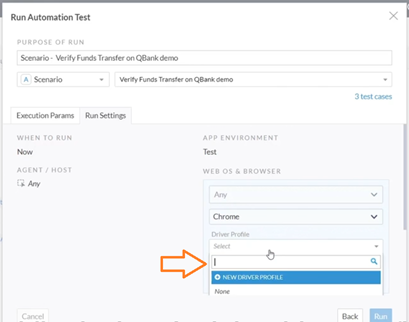 Run Automation Test
PURPOSE OF RUN
Scenario - Verify Funds Transfer on QBank demo
A Scenario
Verify Funds Transfer on QBank demo
3 test cases
Execution Params
Run Settings
WHEN TO RUN
Now
APP ENVIRONMENT
Test
AGENT / HOST
Any
WEB OS & BROWSER
Any
Chrome
Driver Profile
Select
NEW DRIVER PROFILE
None
Cancel
Back
Run